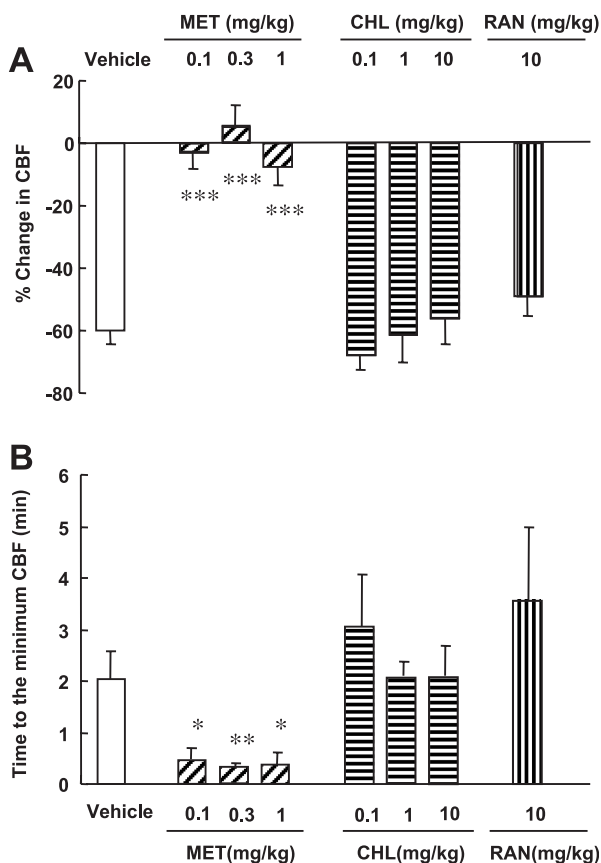 MET (mg/kg) CHL (mg/kg) RAN (mg/kg)
Vehicle 0.1 0.3 1 0.1 1 10 10
A
20
0
-20
-40
-60
-80
% Change in CBF
*** *** ***
B
6
5
4
3
2
1
0
Time to the minimum CBF (min)
* ** *
Vehicle 0.1 0.3 1 0.1 1 10 10
MET(mg/kg) CHL(mg/kg) RAN(mg/kg)